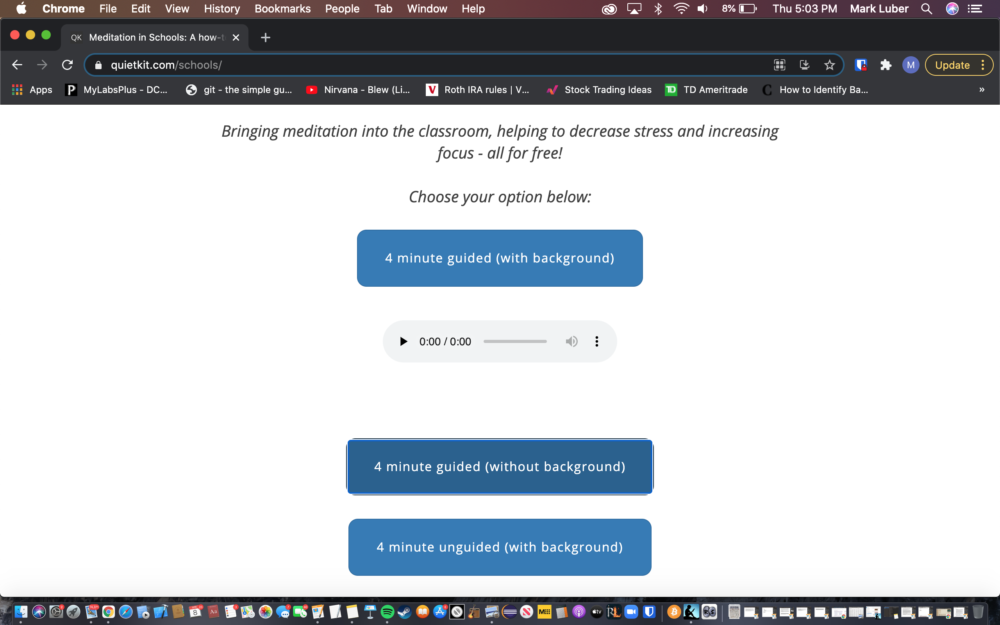 Chrome File Edit View History Bookmarks People Tab Window Help 8% Thu 5:03 PM Mark Luber
QK Meditation in Schools: A how-t
quietkit.com/schools/ M Update
Apps MyLabsPlus - DC... git - the simple gu... Nirvana - Blew (Li... Roth IRA rules | V... Stock Trading Ideas TD Ameritrade How to Identify Ba... »
Bringing meditation into the classroom, helping to decrease stress and increasing
focus - all for free!
Choose your option below:
4 minute guided (with background)
0:00 / 0:00
4 minute guided (without background)
4 minute unguided (with background)